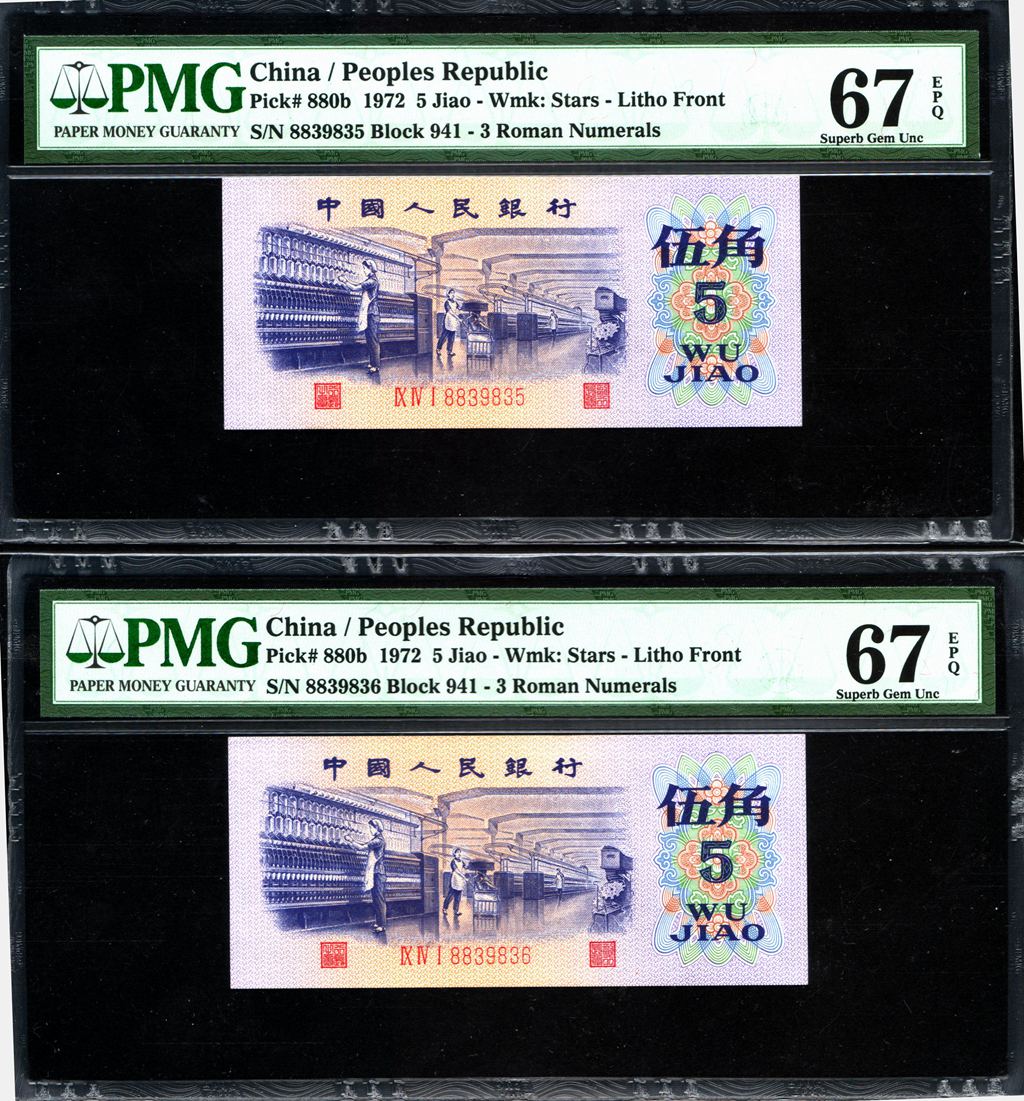 PMG
PAPER MONEY GUARANTY
China / Peoples Republic
Pick# 880b 1972 5 Jiao - Wmk: Stars - Litho Front
S/N 8839835 Block 941 - 3 Roman Numerals
67
EPQ
Superb Gem Unc
中國人民銀行
伍角
5
WU
JIAO
IX IV I 8839835
PMG
PAPER MONEY GUARANTY
China / Peoples Republic
Pick# 880b 1972 5 Jiao - Wmk: Stars - Litho Front
S/N 8839836 Block 941 - 3 Roman Numerals
67
EPQ
Superb Gem Unc
中國人民銀行
伍角
5
WU
JIAO
IX IV I 8839836